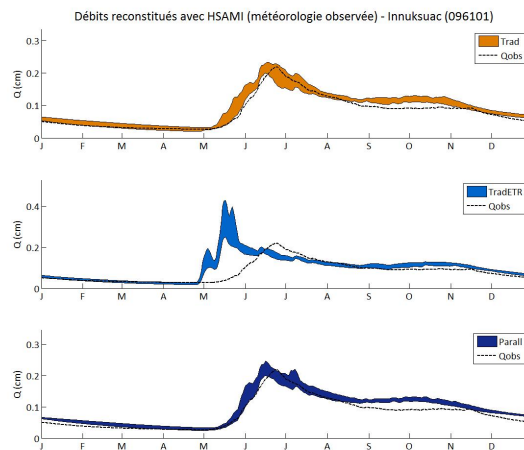 Débits reconstitués avec HSAMI (météorologie observée) - Innuksuac (096101)
Trad
Qobs
Q (cm)
0.3
0.2
0.1
0
J F M A M J J A S O N D
TradETR
Qobs
Q (cm)
0.4
0.2
0
J F M A M J J A S O N D
Parall
Qobs
Q (cm)
0.3
0.2
0.1
0
J F M A M J J A S O N D